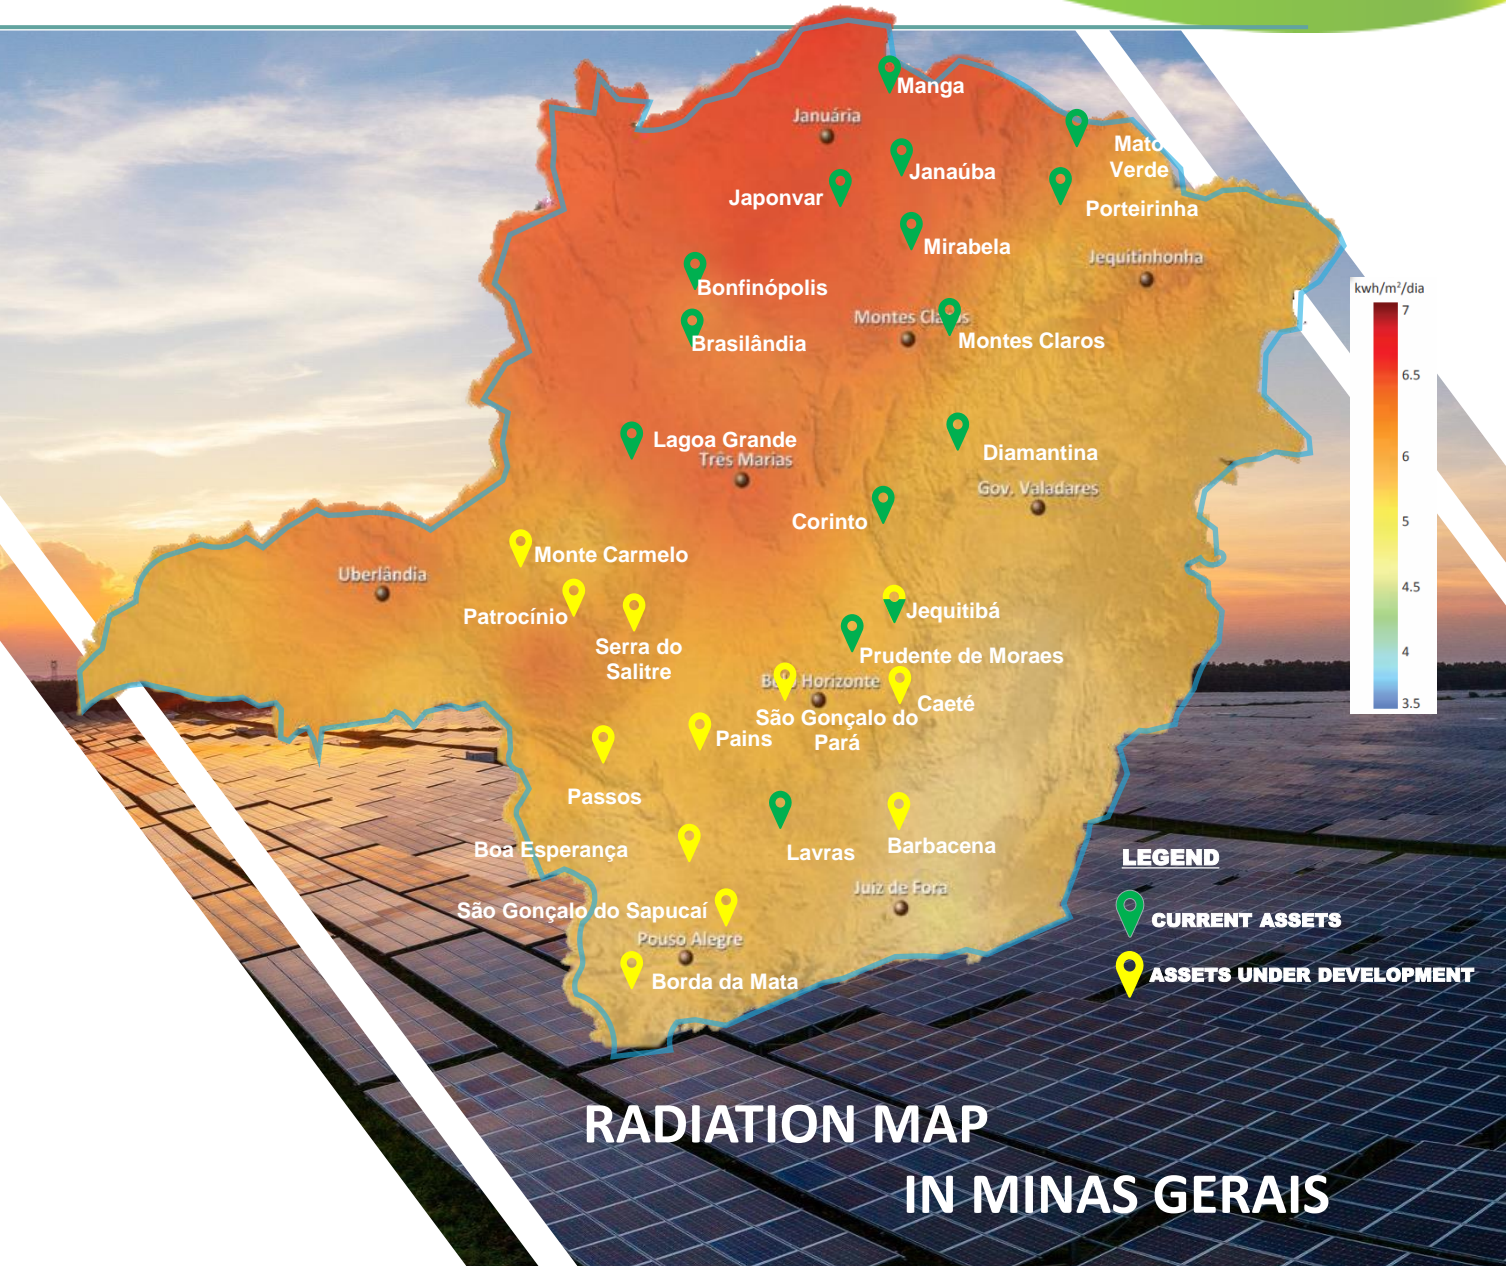 Manga
Januária
Mato
Verde
Janaúba
Japonvar
Porteirinha
Mirabela
Jequitinhonha
Bonfinópolis
kwh/m²/dia
7
Montes Claros
Brasilândia
Montes Claros
6.5
Lagoa Grande
Três Marias
Diamantina
6
Gov. Valadares
Corinto
5
Monte Carmelo
Uberlândia
4.5
Patrocínio
Jequitibá
Serra do
Salitre
Prudente de Moraes
4
Belo Horizonte
Caeté
3.5
São Gonçalo do
Pará
Pains
Passos
Boa Esperança
Lavras
Barbacena
LEGEND
Juiz de Fora
São Gonçalo do Sapucaí
CURRENT ASSETS
Pouso Alegre
Borda da Mata
ASSETS UNDER DEVELOPMENT
RADIATION MAP
IN MINAS GERAIS